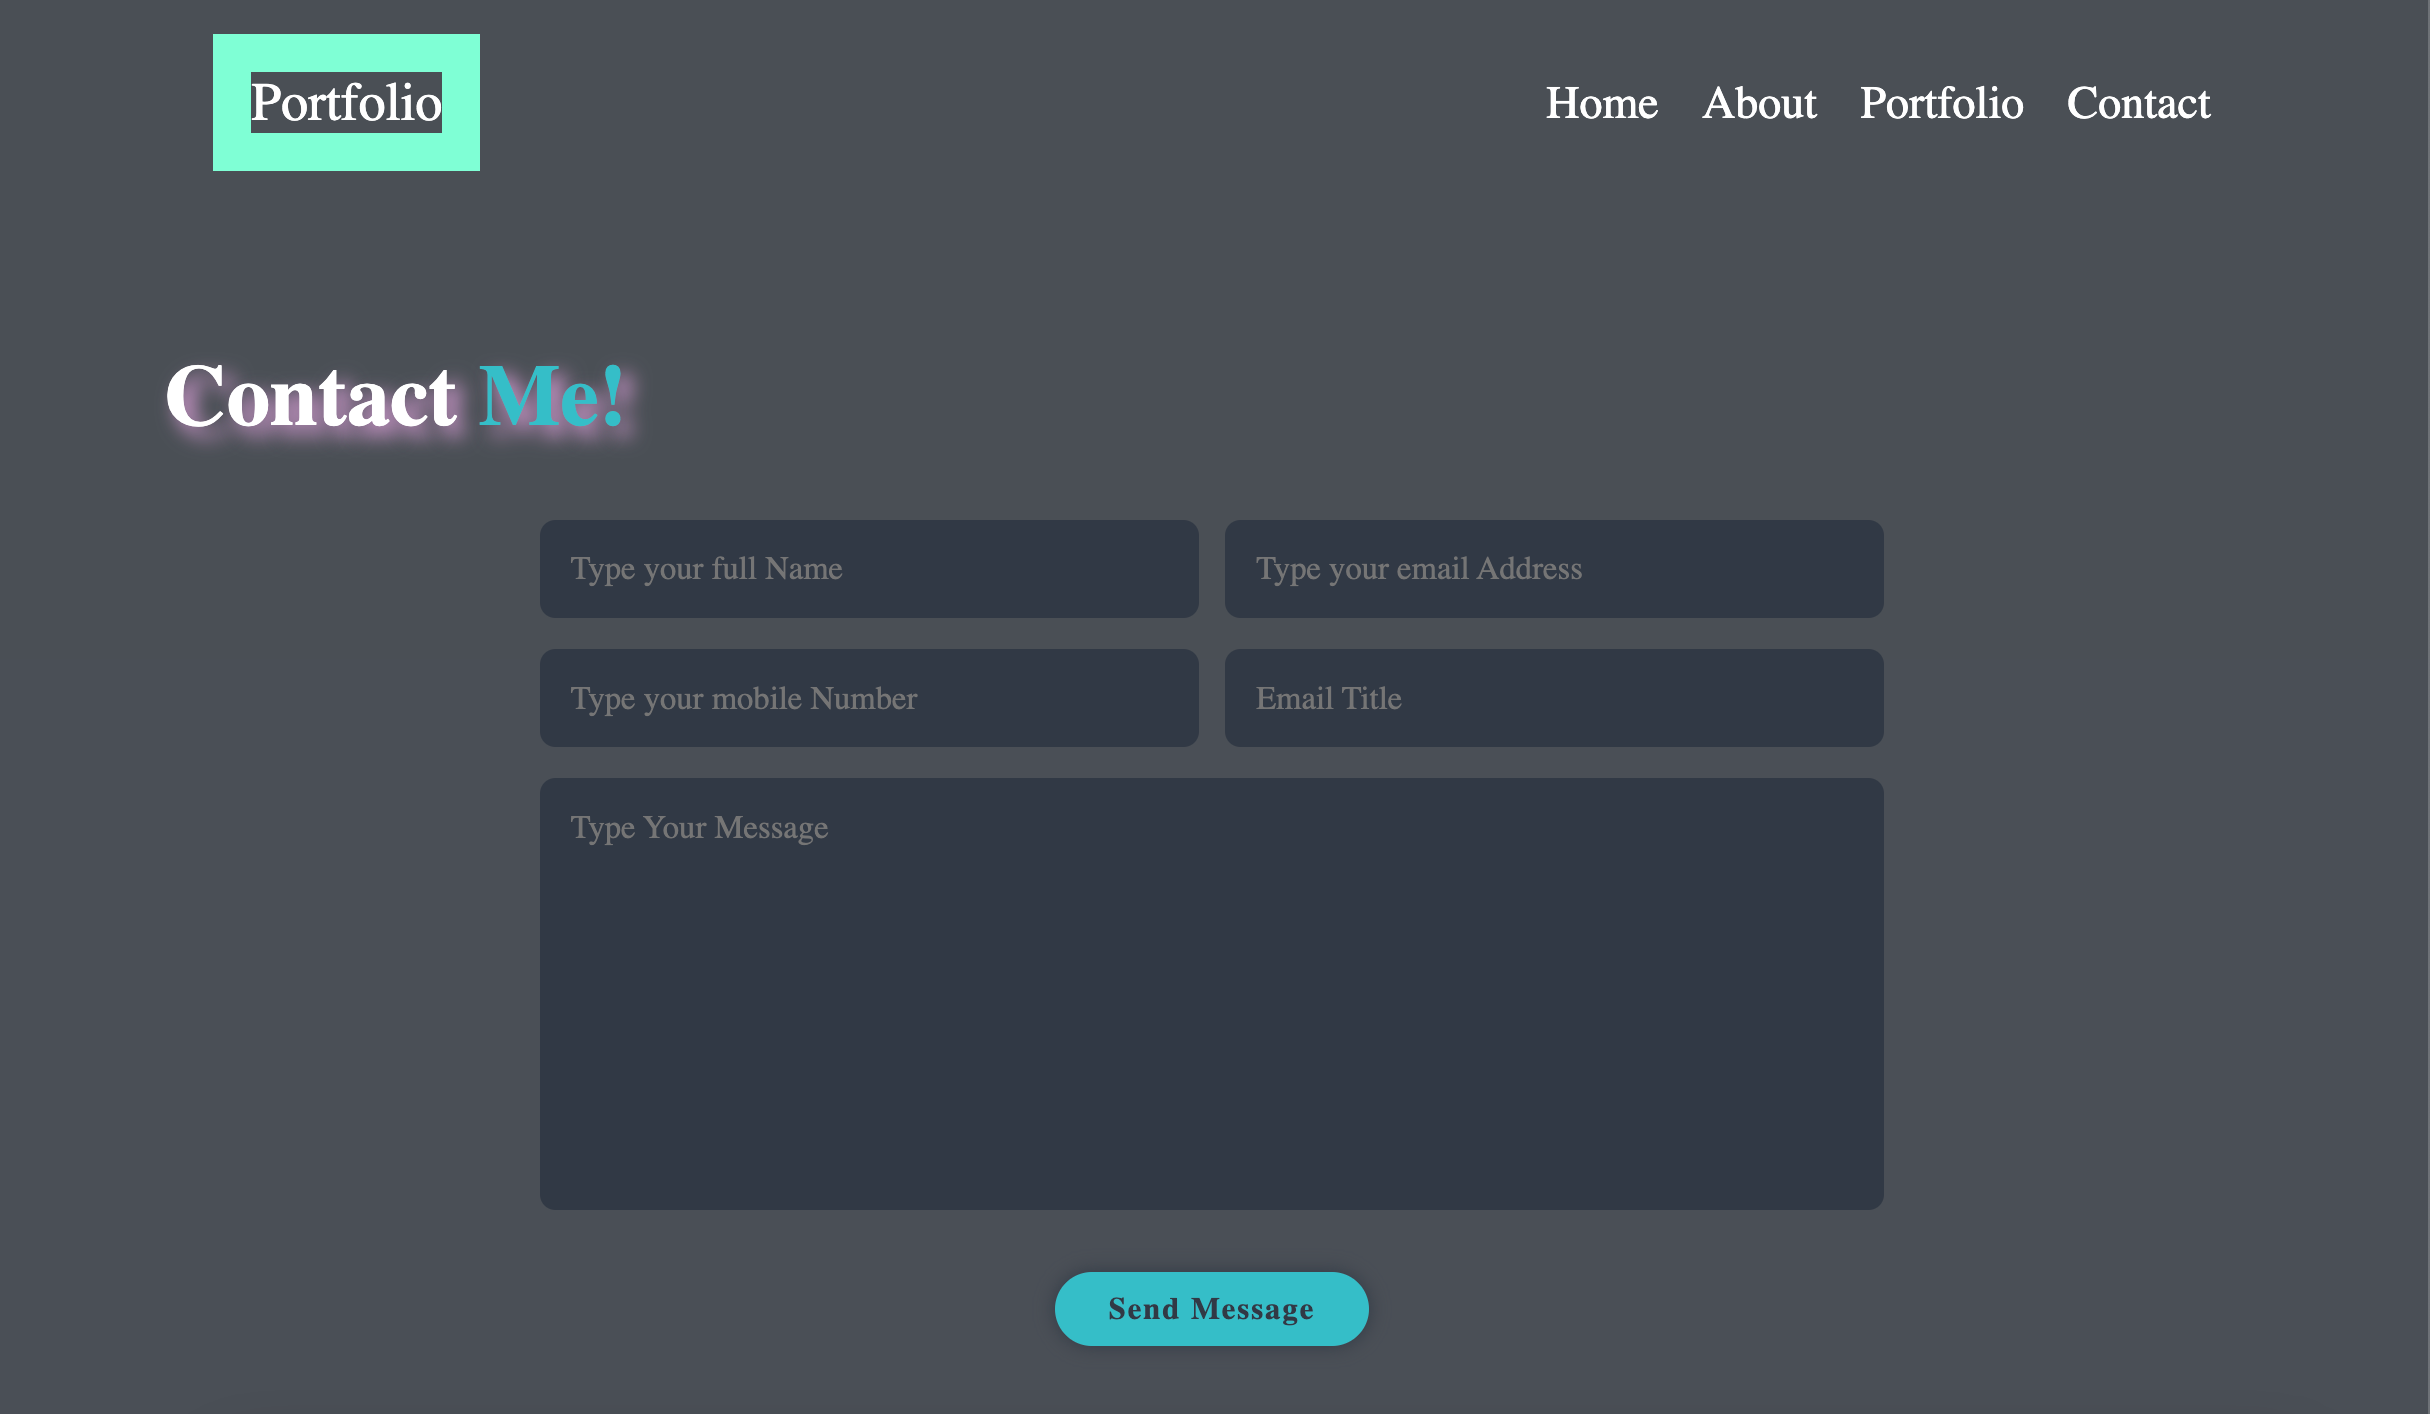 Portfolio
Home About Portfolio Contact
Contact Me!
Type your full Name
Type your email Address
Type your mobile Number
Email Title
Type Your Message
Send Message